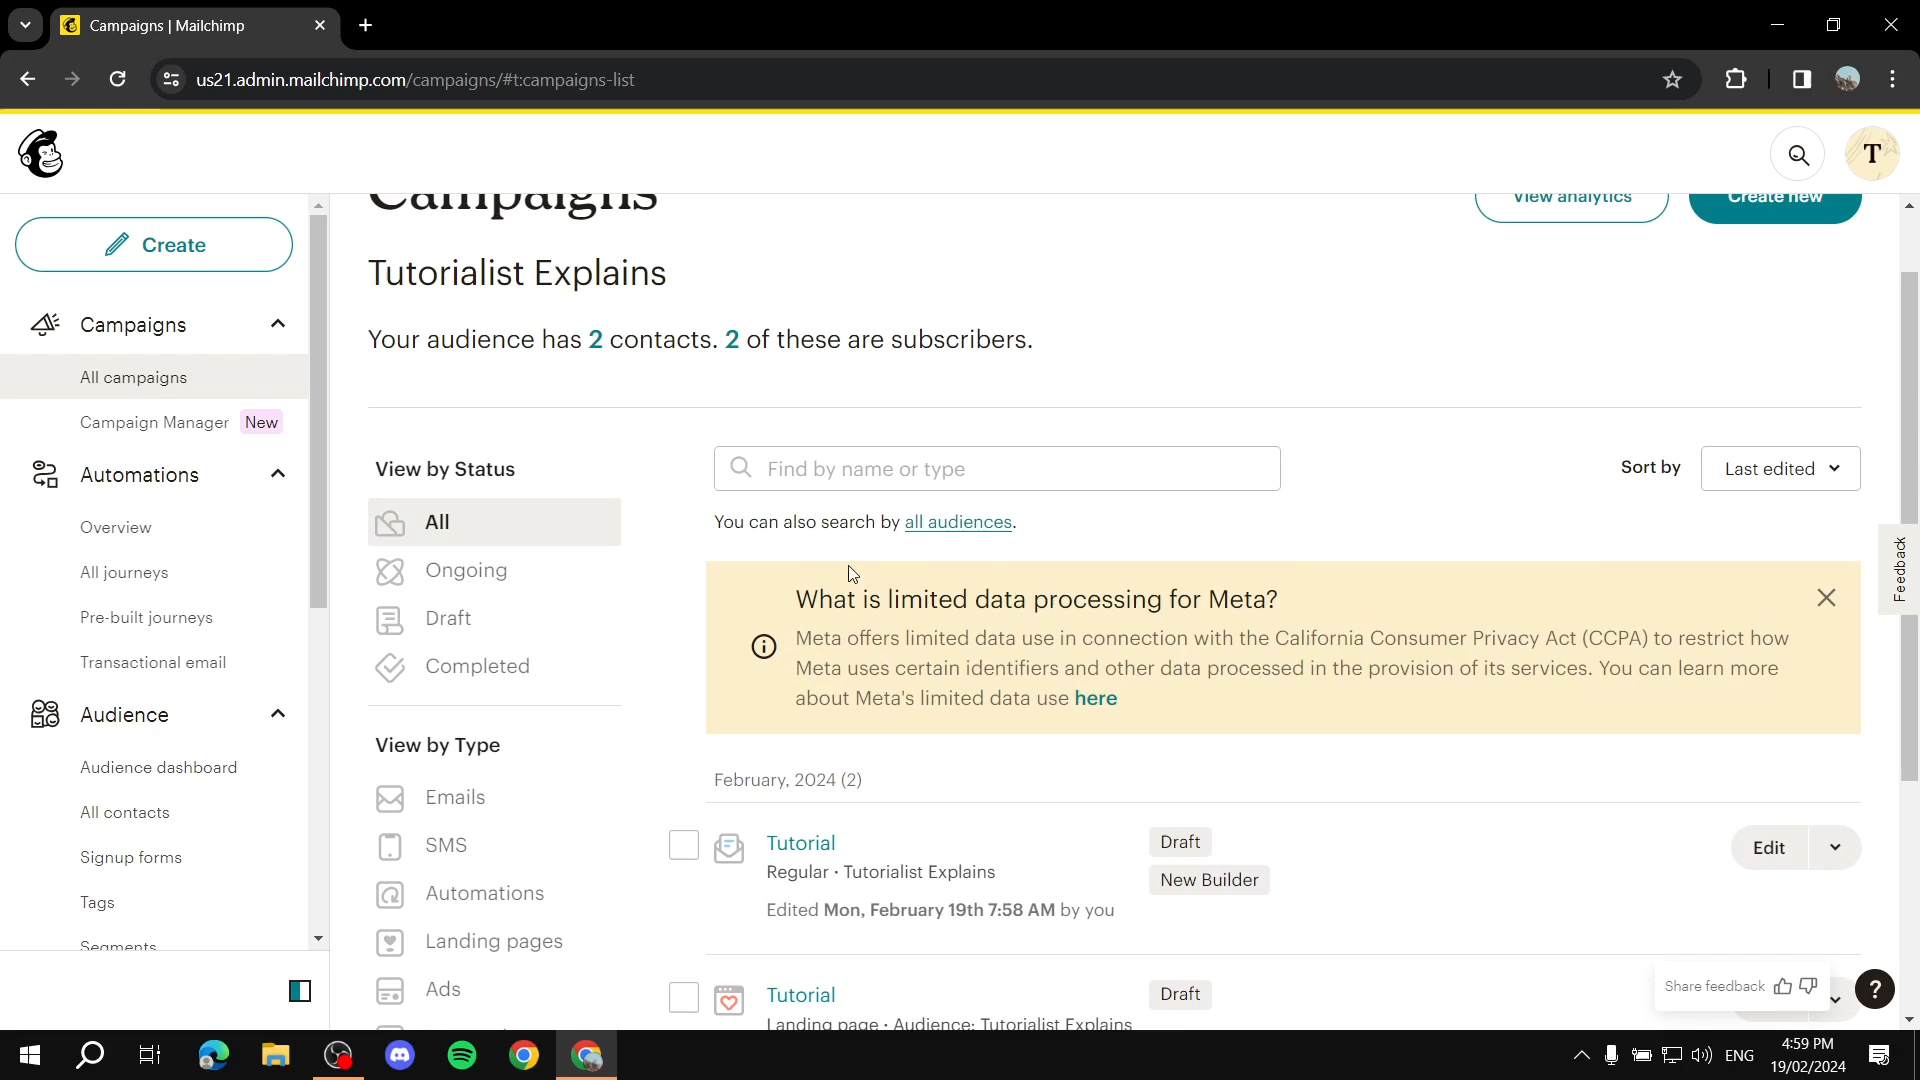 Campaigns | Mailchimp
us21.admin.mailchimp.com/campaigns/#t:campaigns-list
T
Create
Campaigns
All campaigns
Campaign Manager New
Automations
Overview
All journeys
Pre-built journeys
Transactional email
Audience
Audience dashboard
All contacts
Signup forms
Tags
Segments
Campaigns
View analytics
Create new
Tutorialist Explains
Your audience has 2 contacts. 2 of these are subscribers.
View by Status
All
Ongoing
Draft
Completed
View by Type
Emails
SMS
Automations
Landing pages
Ads
Find by name or type
Sort by
Last edited
You can also search by all audiences.
What is limited data processing for Meta?
Meta offers limited data use in connection with the California Consumer Privacy Act (CCPA) to restrict how
Meta uses certain identifiers and other data processed in the provision of its services. You can learn more
about Meta's limited data use here
February, 2024 (2)
Tutorial
Regular · Tutorialist Explains
Edited Mon, February 19th 7:58 AM by you
Draft
New Builder
Edit
Tutorial
Landing page · Audience: Tutorialist Explains
Draft
Feedback
Share feedback
?
ENG
4:59 PM
19/02/2024